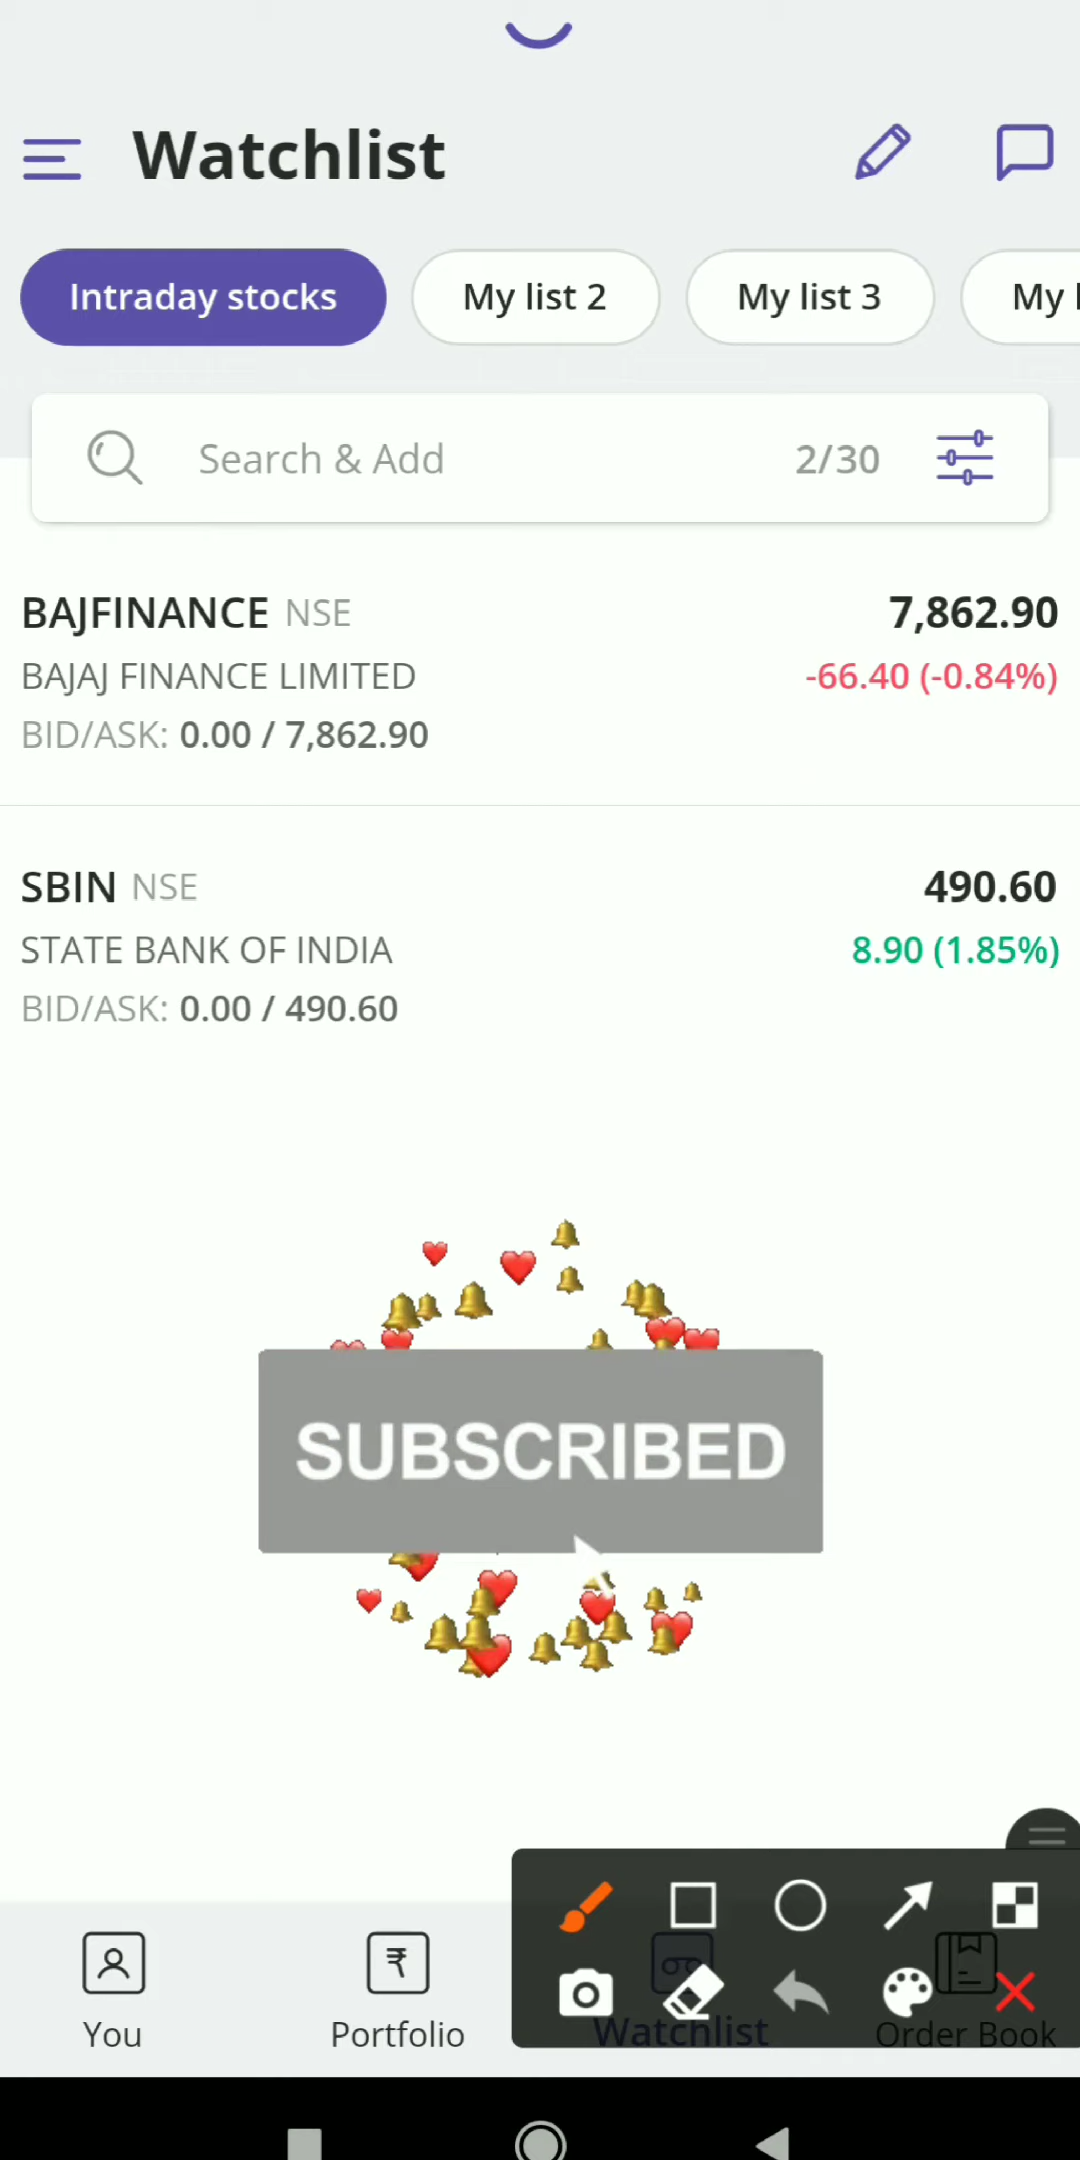 Watchlist
Intraday stocks
My list 2
My list 3
My
Search & Add
2/30
BAJFINANCE NSE
7,862.90
BAJAJ FINANCE LIMITED
-66.40 (-0.84%)
BID/ASK: 0.00 / 7,862.90
SBIN NSE
490.60
STATE BANK OF INDIA
8.90 (1.85%)
BID/ASK: 0.00 / 490.60
SUBSCRIBED
You
Portfolio
Watchlist
Order Book